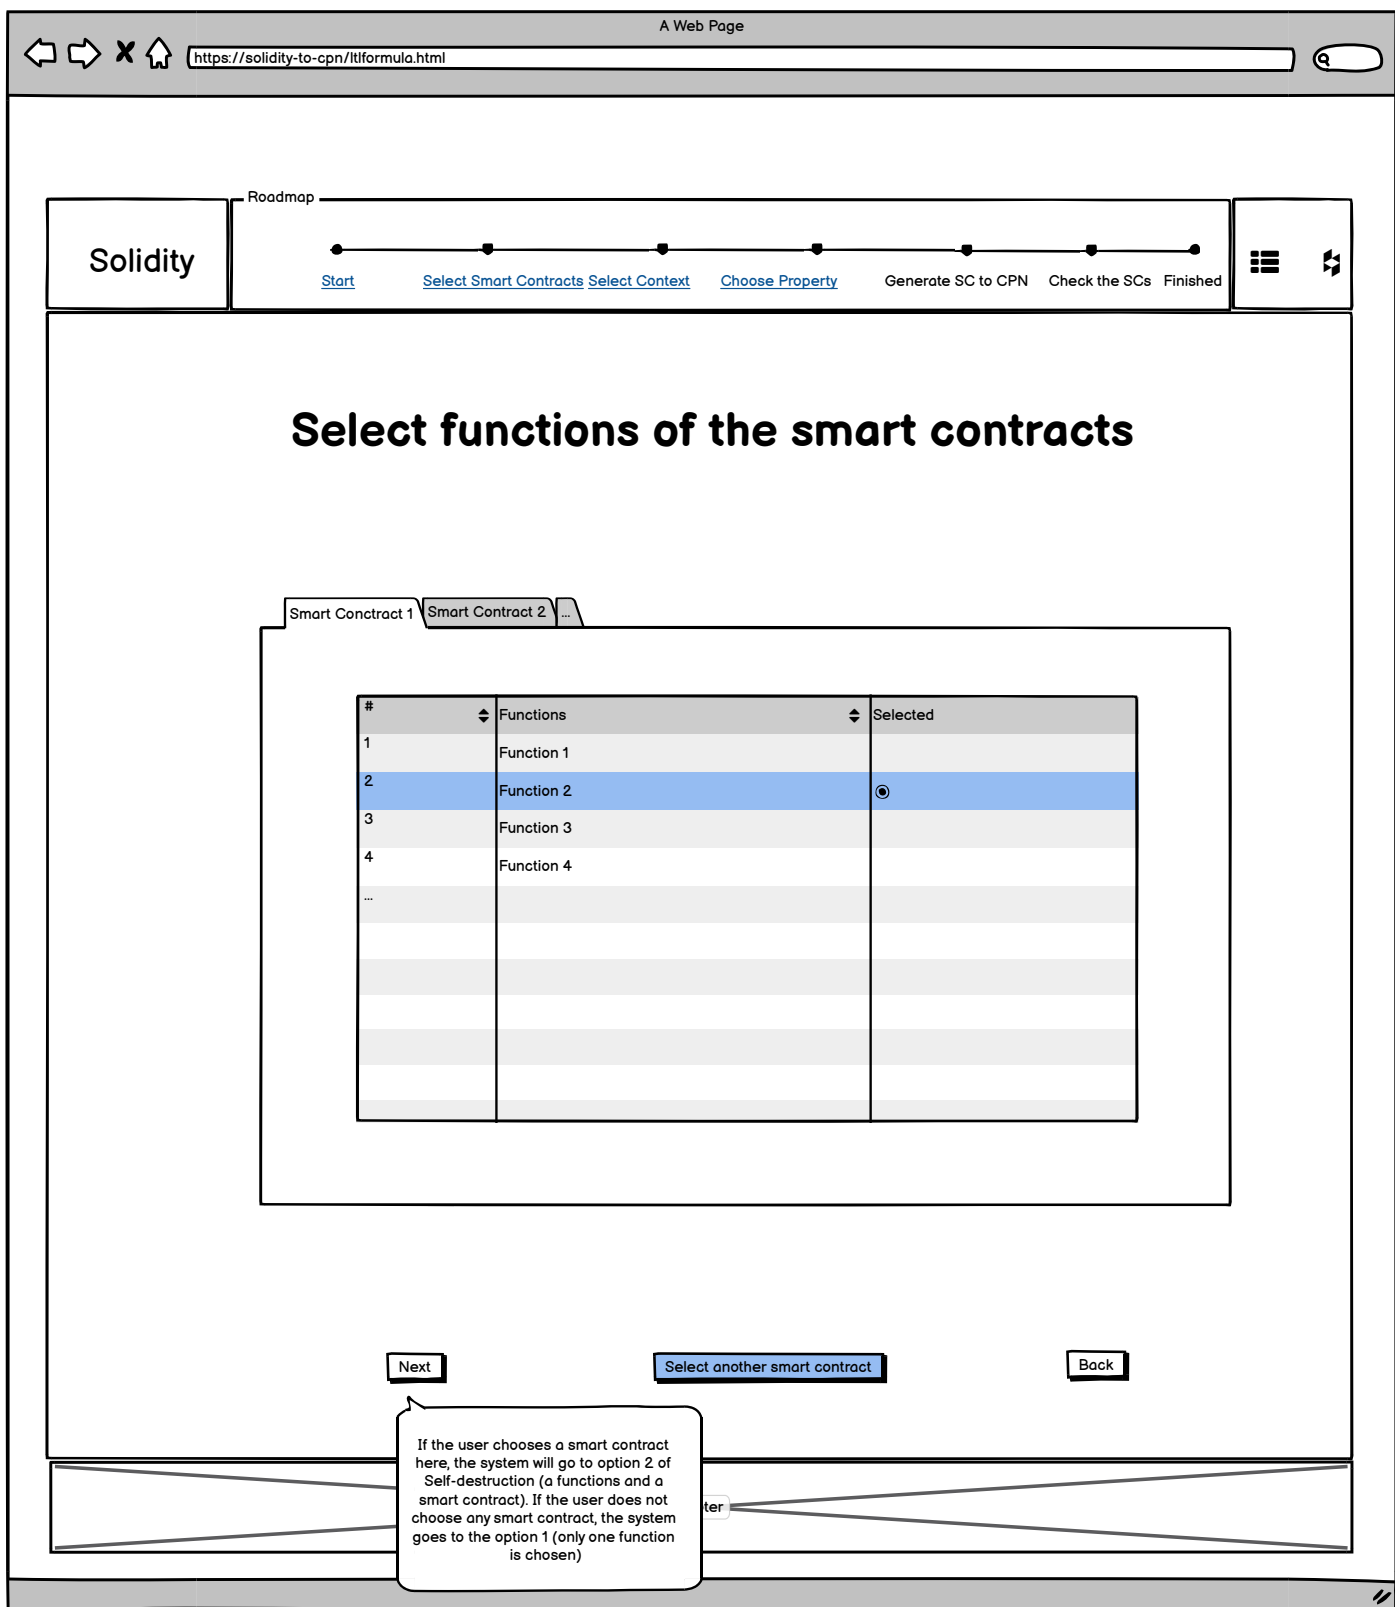 A Web Page
https://solidity-to-cpn/ltlformula.html
Roadmap
Solidity
Start
Select Smart Contracts
Select Context
Choose Property
Generate SC to CPN
Check the SCs
Finished
Select functions of the smart contracts
Smart Conctract 1
Smart Contract 2
...
# Functions Selected
1 Function 1
2 Function 2
3 Function 3
4 Function 4
...
Next
Select another smart contract
Back
If the user chooses a smart contract
here, the system will go to option 2 of
Self-destruction (a functions and a
smart contract). If the user does not
choose any smart contract, the system
goes to the option 1 (only one function
is chosen)